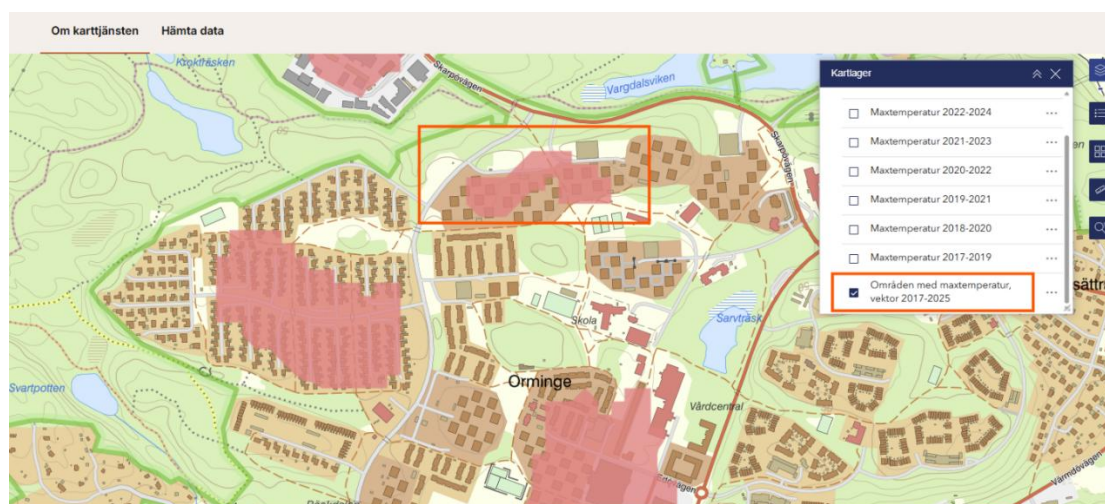 Om karttjänsten Hämta data
Krokträsken
Skarpövägen
Vargdalsviken
Kartlager
Maxtemperatur 2022-2024
Maxtemperatur 2021-2023
Maxtemperatur 2020-2022
Maxtemperatur 2019-2021
Maxtemperatur 2018-2020
Maxtemperatur 2017-2019
Områden med maxtemperatur,
vektor 2017-2025
Skarpövägen
Skola
Sarvträsk
Orminge
Svartpotten
Vårdcentral
Värmdövägen